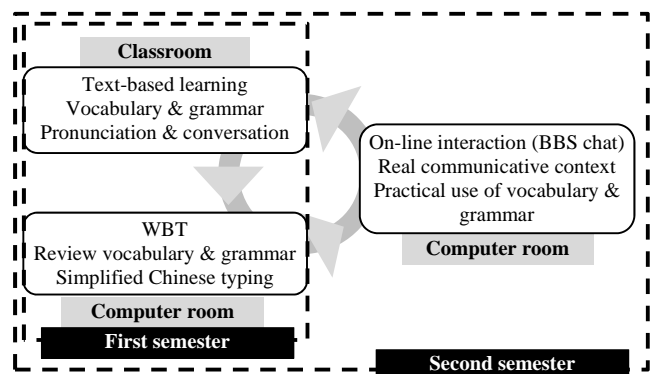 Classroom
Text-based learning
Vocabulary & grammar
Pronunciation & conversation
WBT
Review vocabulary & grammar
Simplified Chinese typing
Computer room
First semester
On-line interaction (BBS chat)
Real communicative context
Practical use of vocabulary &
grammar
Computer room
Second semester